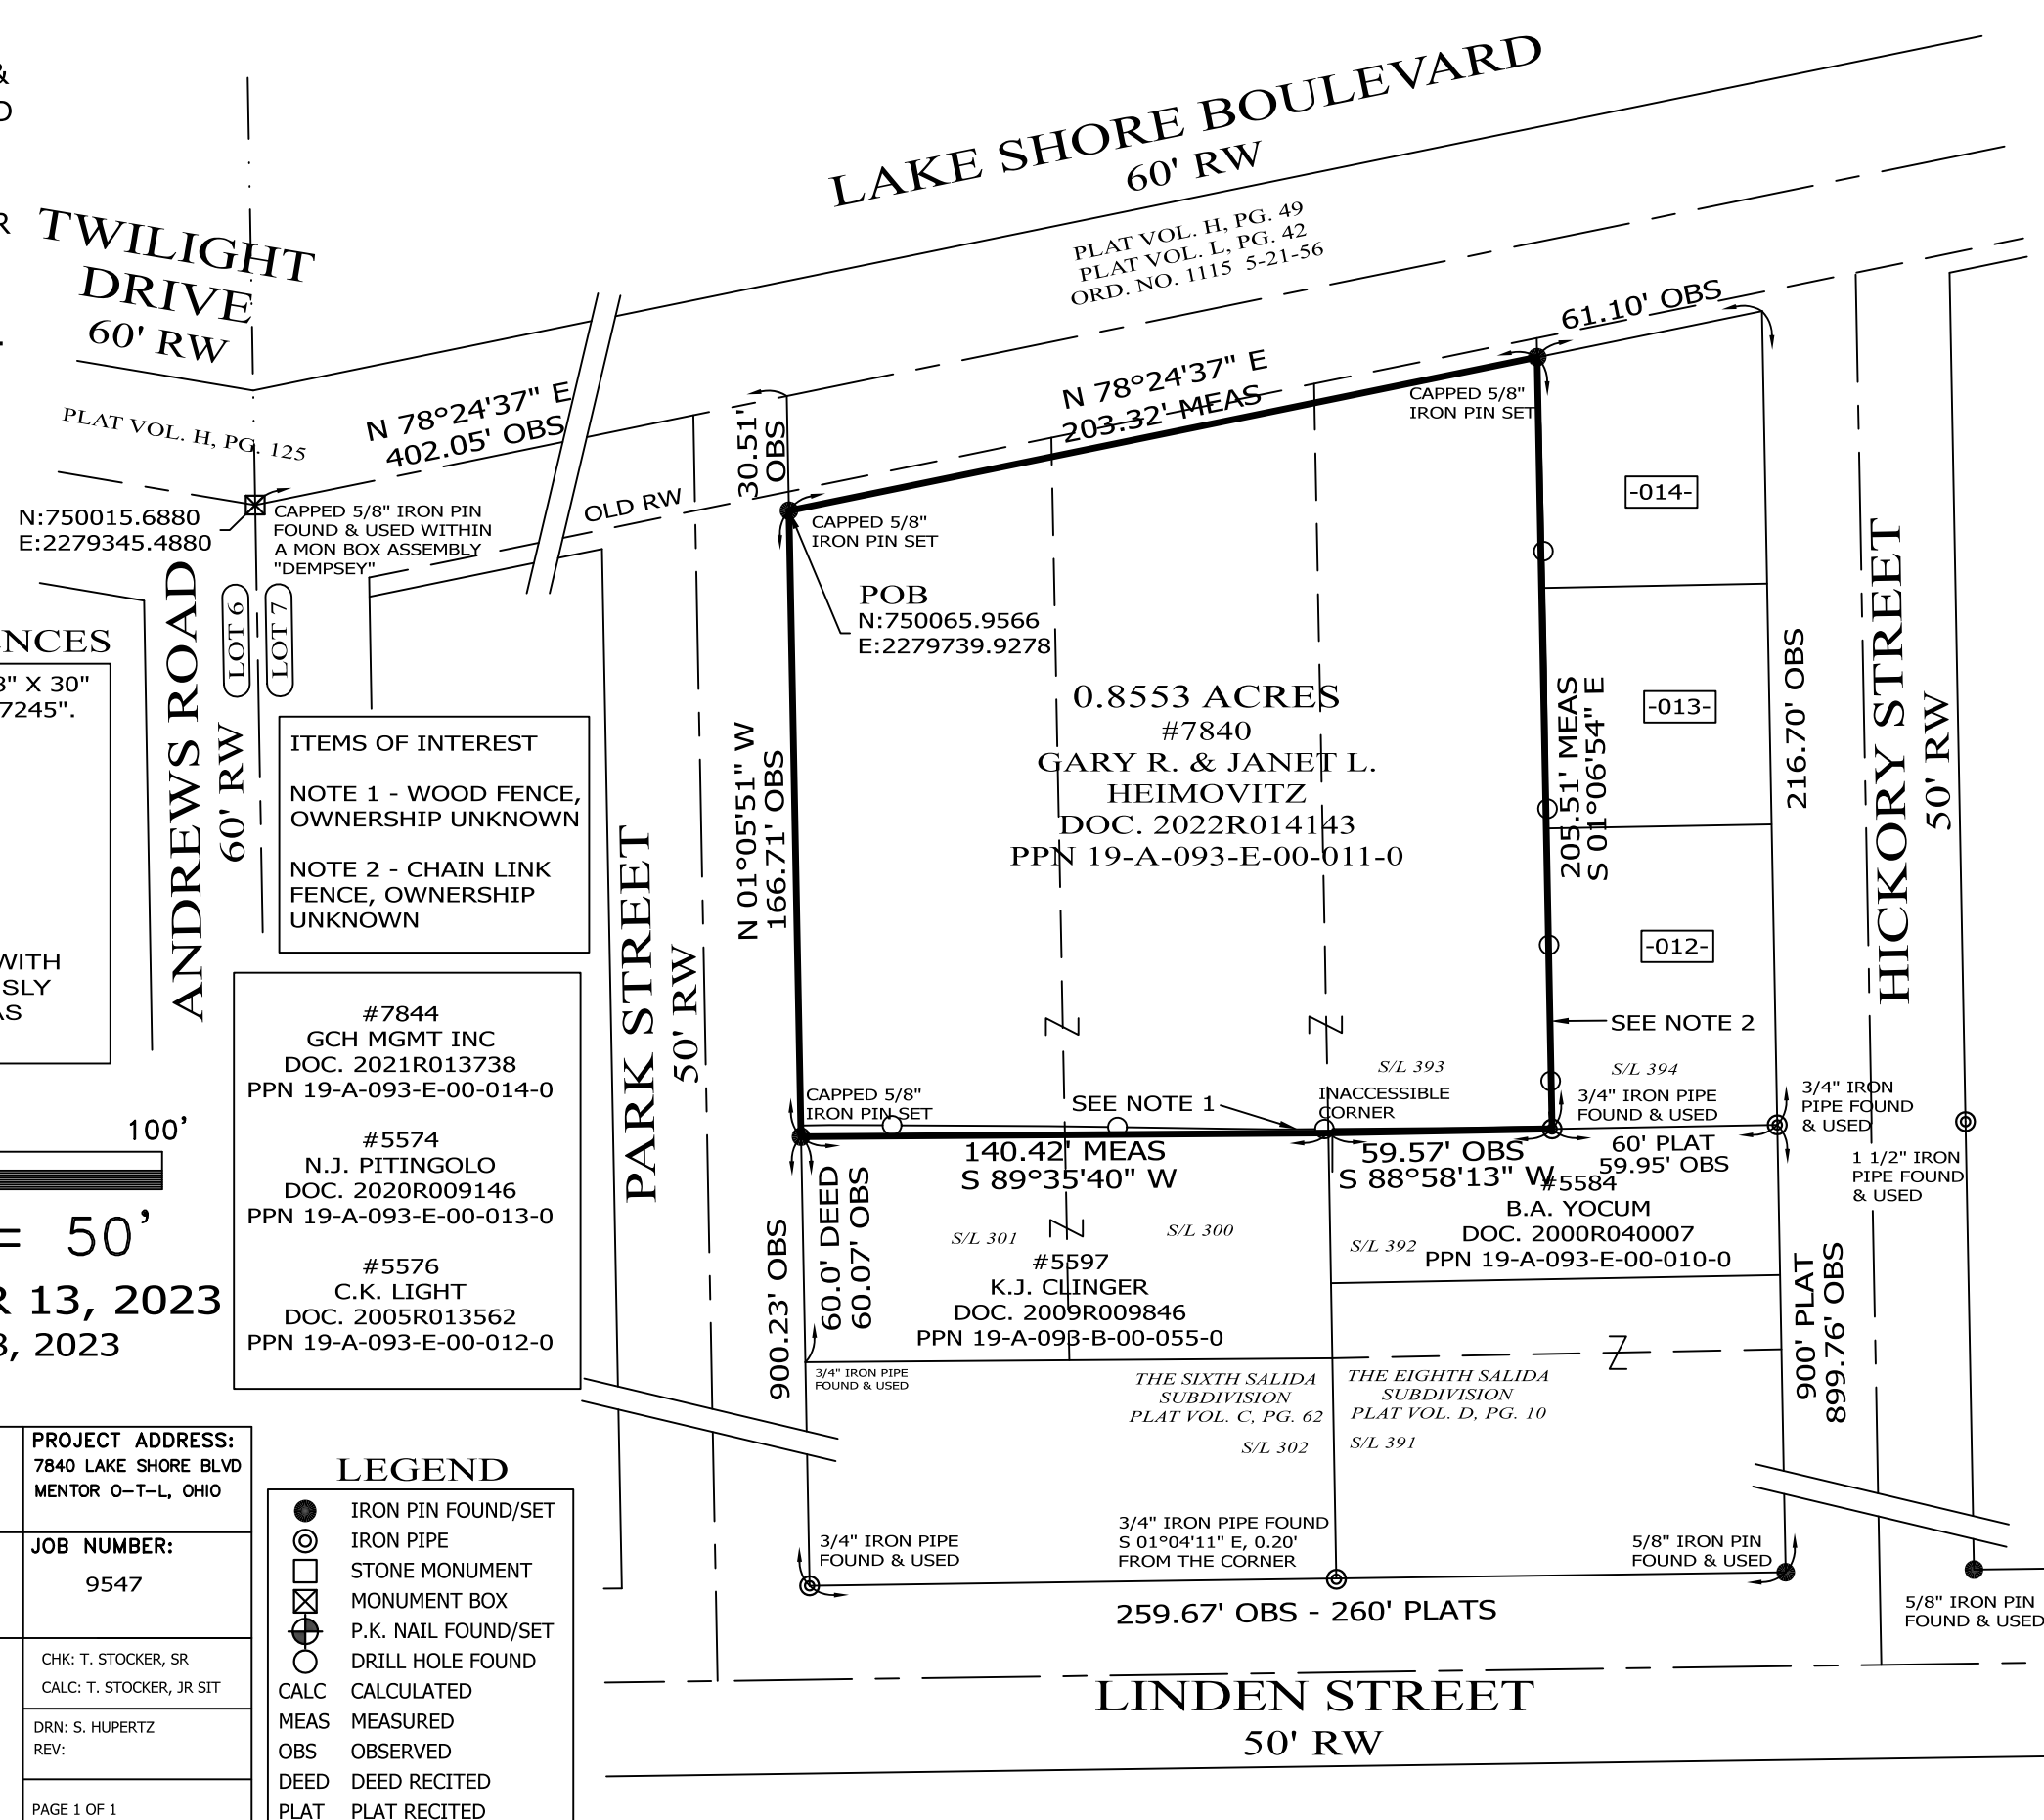 LAKE SHORE BOULEVARD
60' RW
PLAT VOL. H, PG. 49
PLAT VOL. L, PG. 42
ORD. NO. 1115 5-21-56
&
D
R
TWILIGHT
DRIVE
60' RW
PLAT VOL. H, PG. 125
N 78°24'37" E
402.05' OBS
N:750015.6880
E:2279345.4880
CAPPED 5/8" IRON PIN
FOUND & USED WITHIN
A MON BOX ASSEMBLY
"DEMPSEY"
OLD RW
30.51'
OBS
N 78°24'37" E
203.32' MEAS
61.10' OBS
CAPPED 5/8"
IRON PIN SET
CAPPED 5/8"
IRON PIN SET
POB
N:750065.9566
E:2279739.9278
LOT 6
LOT 7
ANDREWS ROAD
60' RW
NCES
8" X 30"
7245".
WITH
SLY
AS
ITEMS OF INTEREST
NOTE 1 - WOOD FENCE,
OWNERSHIP UNKNOWN
NOTE 2 - CHAIN LINK
FENCE, OWNERSHIP
UNKNOWN
#7844
GCH MGMT INC
DOC. 2021R013738
PPN 19-A-093-E-00-014-0
#5574
N.J. PITINGOLO
DOC. 2020R009146
PPN 19-A-093-E-00-013-0
#5576
C.K. LIGHT
DOC. 2005R013562
PPN 19-A-093-E-00-012-0
PARK STREET
50' RW
N 01°05'51" W
166.71' OBS
0.8553 ACRES
#7840
GARY R. & JANET L.
HEIMOVITZ
DOC. 2022R014143
PPN 19-A-093-E-00-011-0
205.51' MEAS
S 01°06'54" E
-014-
-013-
-012-
216.70' OBS
HICKORY STREET
50' RW
SEE NOTE 2
S/L 393
S/L 394
CAPPED 5/8"
IRON PIN SET
SEE NOTE 1
INACCESSIBLE
CORNER
3/4" IRON PIPE
FOUND & USED
3/4" IRON
PIPE FOUND
& USED
140.42' MEAS
S 89°35'40" W
59.57' OBS
S 88°58'13" W
60' PLAT
59.95' OBS
1 1/2" IRON
PIPE FOUND
& USED
60.0' DEED
60.07' OBS
S/L 301
S/L 300
#5597
K.J. CLINGER
DOC. 2009R009846
PPN 19-A-093-B-00-055-0
S/L 392
#5584
B.A. YOCUM
DOC. 2000R040007
PPN 19-A-093-E-00-010-0
900.23' OBS
900' PLAT
899.76' OBS
3/4" IRON PIPE
FOUND & USED
THE SIXTH SALIDA
SUBDIVISION
PLAT VOL. C, PG. 62
S/L 302
THE EIGHTH SALIDA
SUBDIVISION
PLAT VOL. D, PG. 10
S/L 391
3/4" IRON PIPE
FOUND & USED
3/4" IRON PIPE FOUND
S 01°04'11" E, 0.20'
FROM THE CORNER
5/8" IRON PIN
FOUND & USED
5/8" IRON PIN
FOUND & USED
259.67' OBS - 260' PLATS
LINDEN STREET
50' RW
100'
= 50'
R 13, 2023
3, 2023
PROJECT ADDRESS:
7840 LAKE SHORE BLVD
MENTOR O-T-L, OHIO
JOB NUMBER:
9547
CHK: T. STOCKER, SR
CALC: T. STOCKER, JR SIT
DRN: S. HUPERTZ
REV:
PAGE 1 OF 1
LEGEND
IRON PIN FOUND/SET
IRON PIPE
STONE MONUMENT
MONUMENT BOX
P.K. NAIL FOUND/SET
DRILL HOLE FOUND
CALC CALCULATED
MEAS MEASURED
OBS OBSERVED
DEED DEED RECITED
PLAT PLAT RECITED